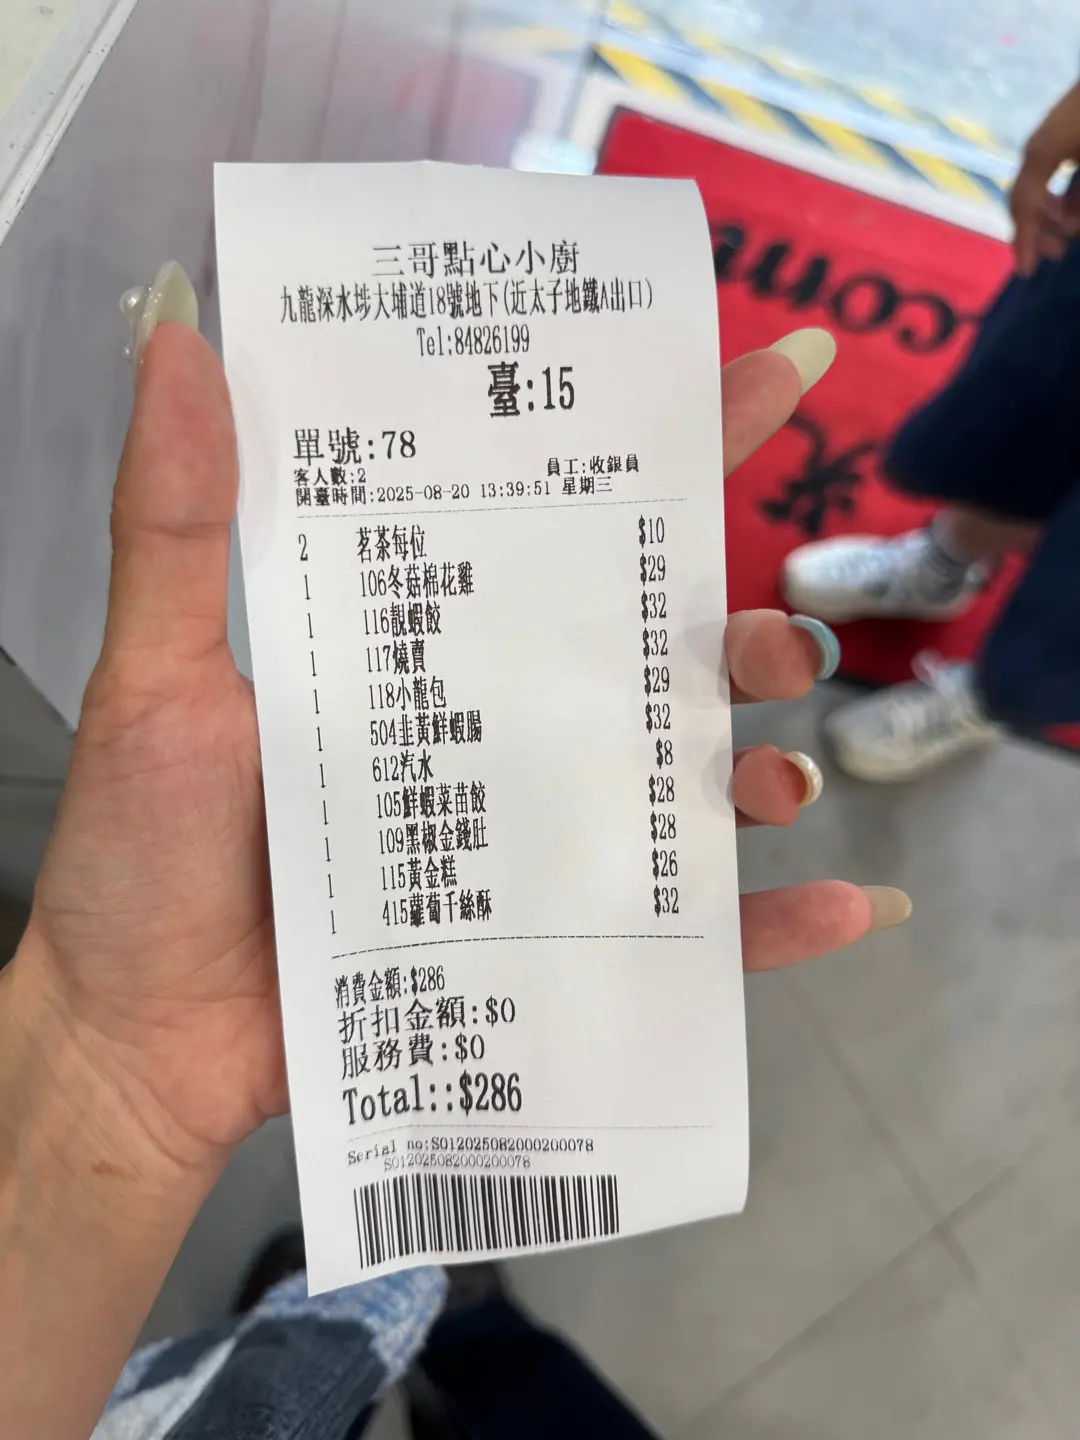 三哥點心小廚
九龍深水埗大埔道18號地下(近太子地鐵A出口)
Tel:84826199
臺:15
單號:78
客人數:2 員工:收銀員
開臺時間:2025-08-20 13:39:51 星期三
2 茗茶每位 $10
1 106冬菇棉花雞 $29
1 116靚蝦餃 $32
1 117燒賣 $32
1 118小龍包 $29
1 504韭黃鮮蝦腸 $32
1 612汽水 $8
1 105鮮蝦菜苗餃 $28
1 109黑椒金錢肚 $28
1 115黃金糕 $26
1 415蘿蔔千絲酥 $32
消費金額:$286
折扣金額:$0
服務費:$0
Total::$286
Serial no:S012025082000200078
S012025082000200078